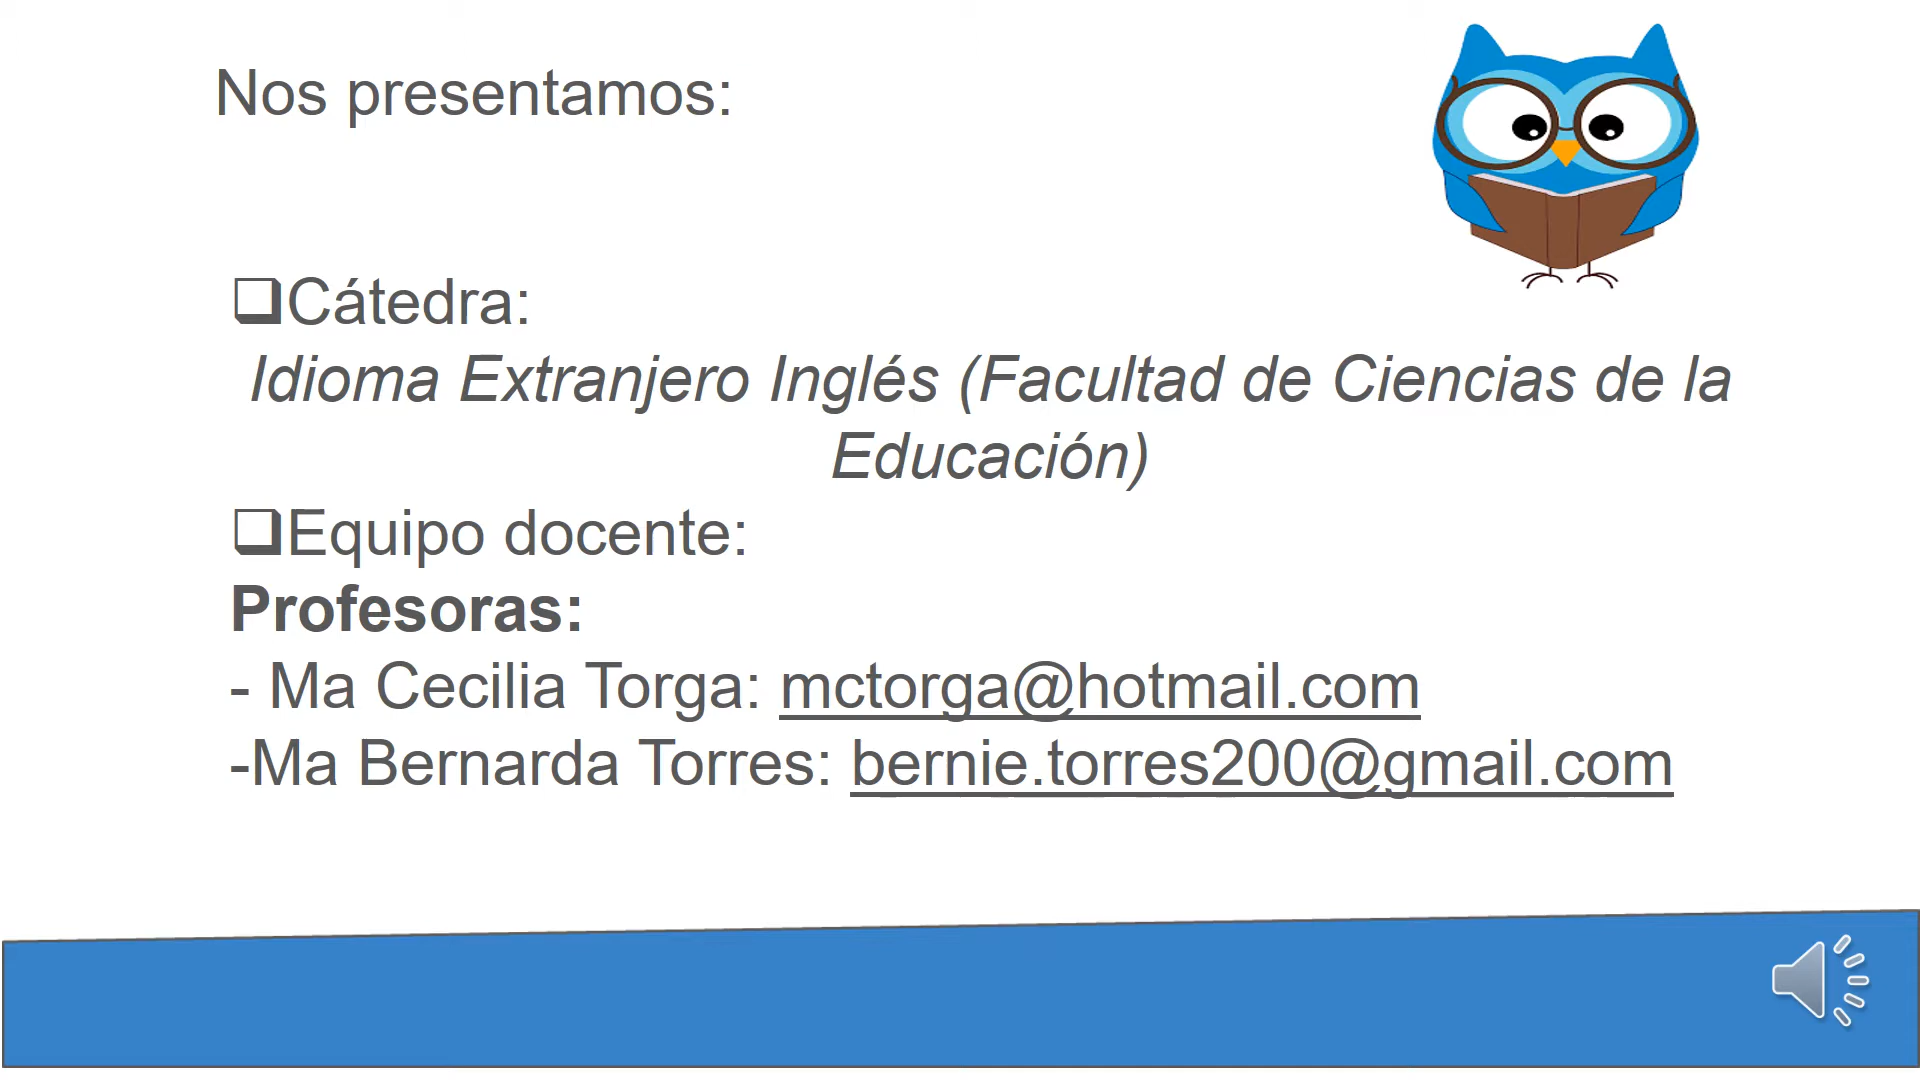 Nos presentamos:
❑Cátedra:
Idioma Extranjero Inglés (Facultad de Ciencias de la
Educación)
❑Equipo docente:
Profesoras:
- Ma Cecilia Torga: mctorga@hotmail.com
-Ma Bernarda Torres: bernie.torres200@gmail.com